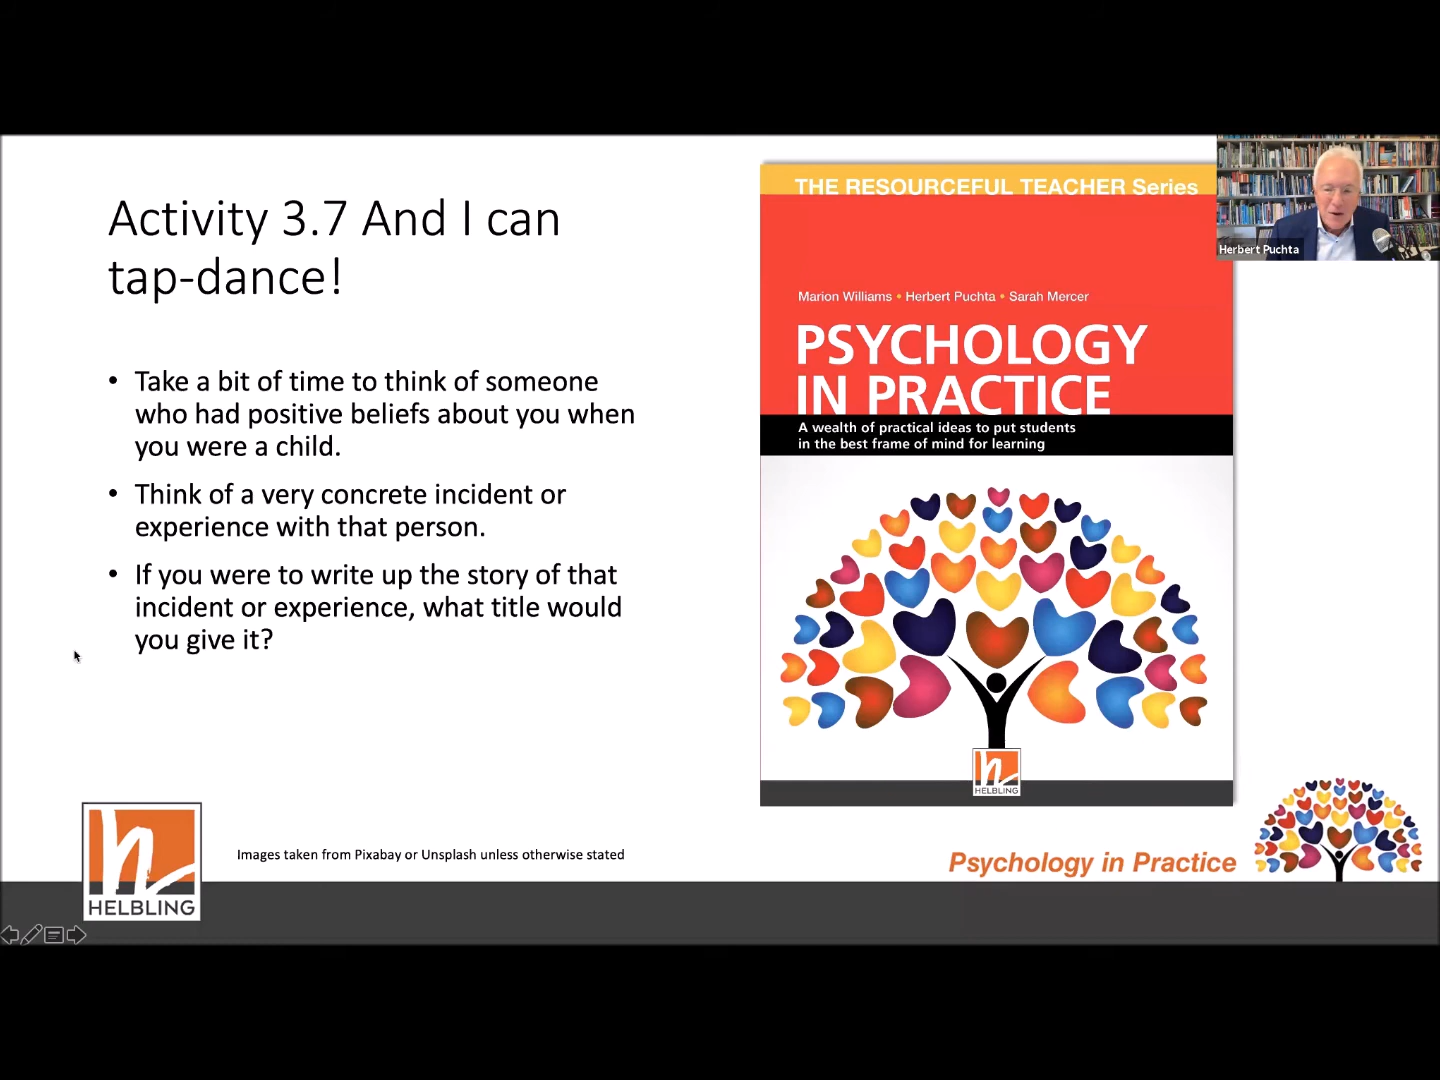 Activity 3.7 And I can
tap-dance!
• Take a bit of time to think of someone
who had positive beliefs about you when
you were a child.
• Think of a very concrete incident or
experience with that person.
• If you were to write up the story of that
incident or experience, what title would
you give it?
THE RESOURCEFUL TEACHER Series
Marion Williams • Herbert Puchta • Sarah Mercer
PSYCHOLOGY
IN PRACTICE
A wealth of practical ideas to put students
in the best frame of mind for learning
HELBLING
Herbert Puchta
HELBLING
Images taken from Pixabay or Unsplash unless otherwise stated
Psychology in Practice